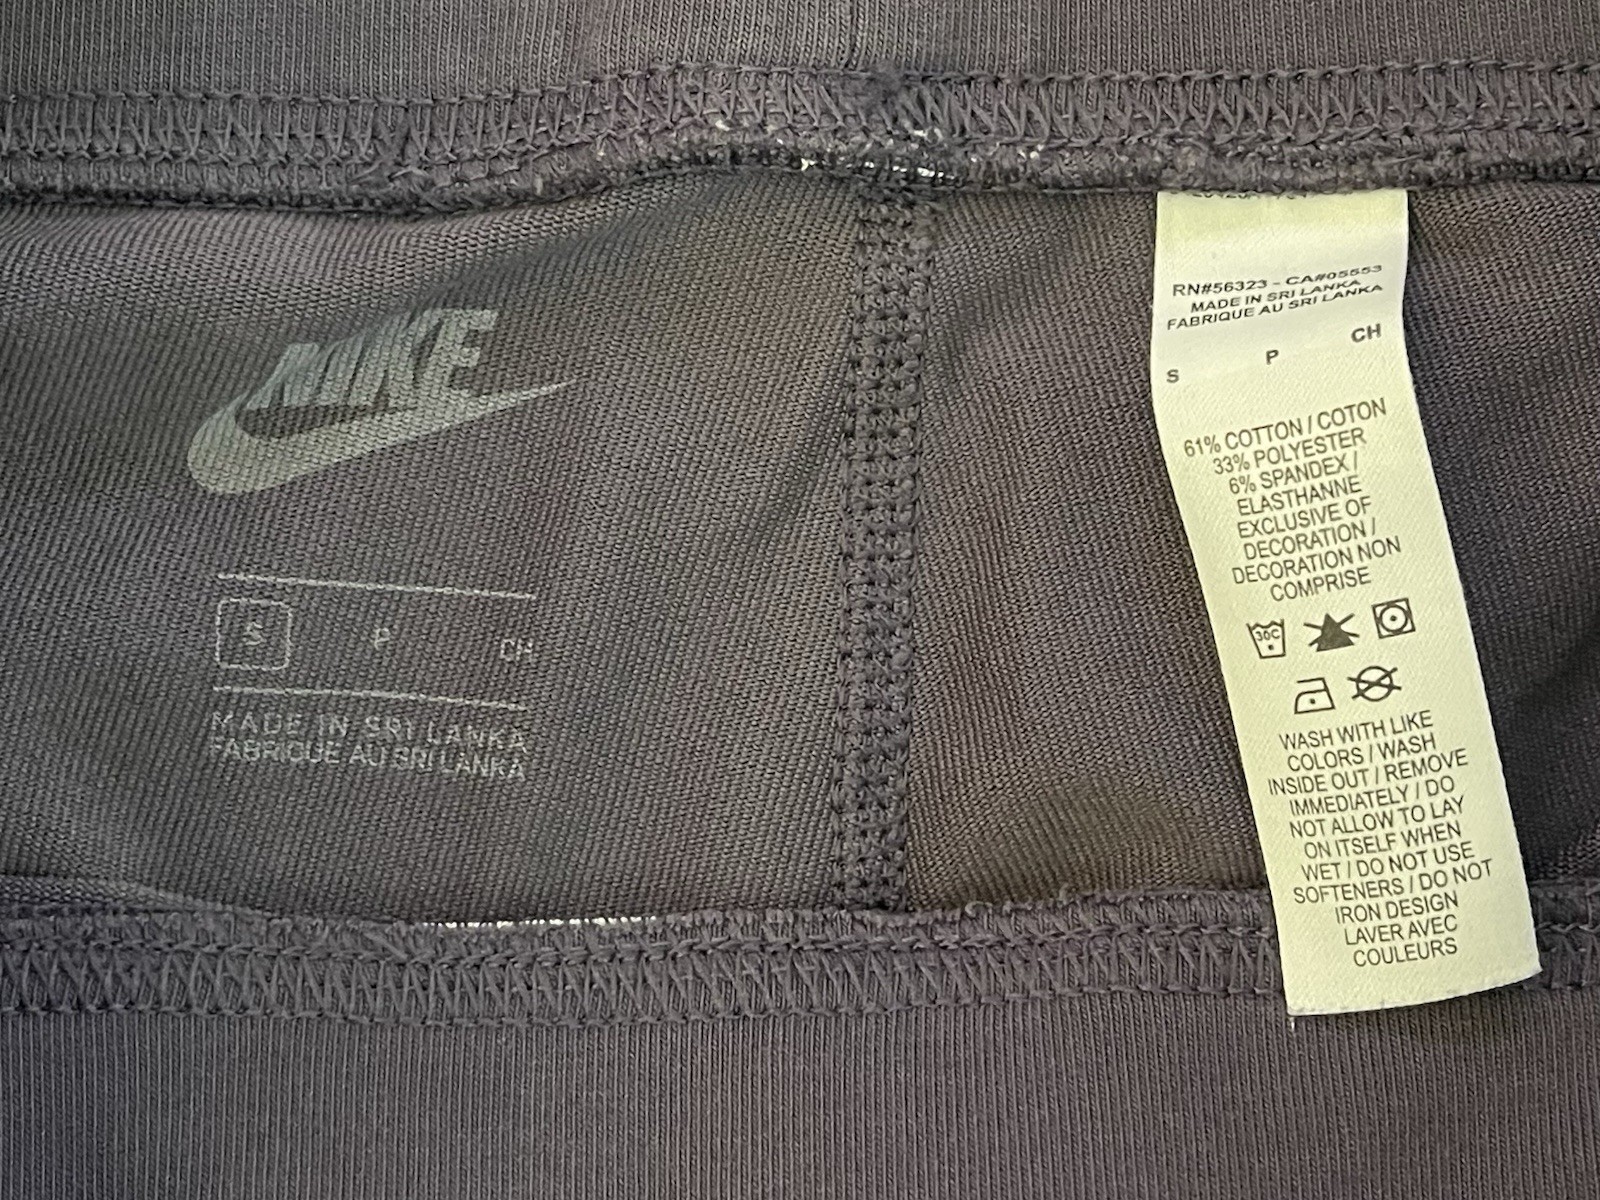 NIKE
S P CH
MADE IN SRI LANKA
FABRIQUE AU SRI LANKA
RN#56323 - CA#05553
MADE IN SRI LANKA
FABRIQUE AU SRI LANKA
S P CH
61% COTTON / COTON
33% POLYESTER
6% SPANDEX /
ELASTHANNE
EXCLUSIVE OF
DECORATION /
DECORATION NON
COMPRISE
30C
WASH WITH LIKE
COLORS / WASH
INSIDE OUT / REMOVE
IMMEDIATELY / DO
NOT ALLOW TO LAY
ON ITSELF WHEN
WET / DO NOT USE
SOFTENERS / DO NOT
IRON DESIGN
LAVER AVEC
COULEURS